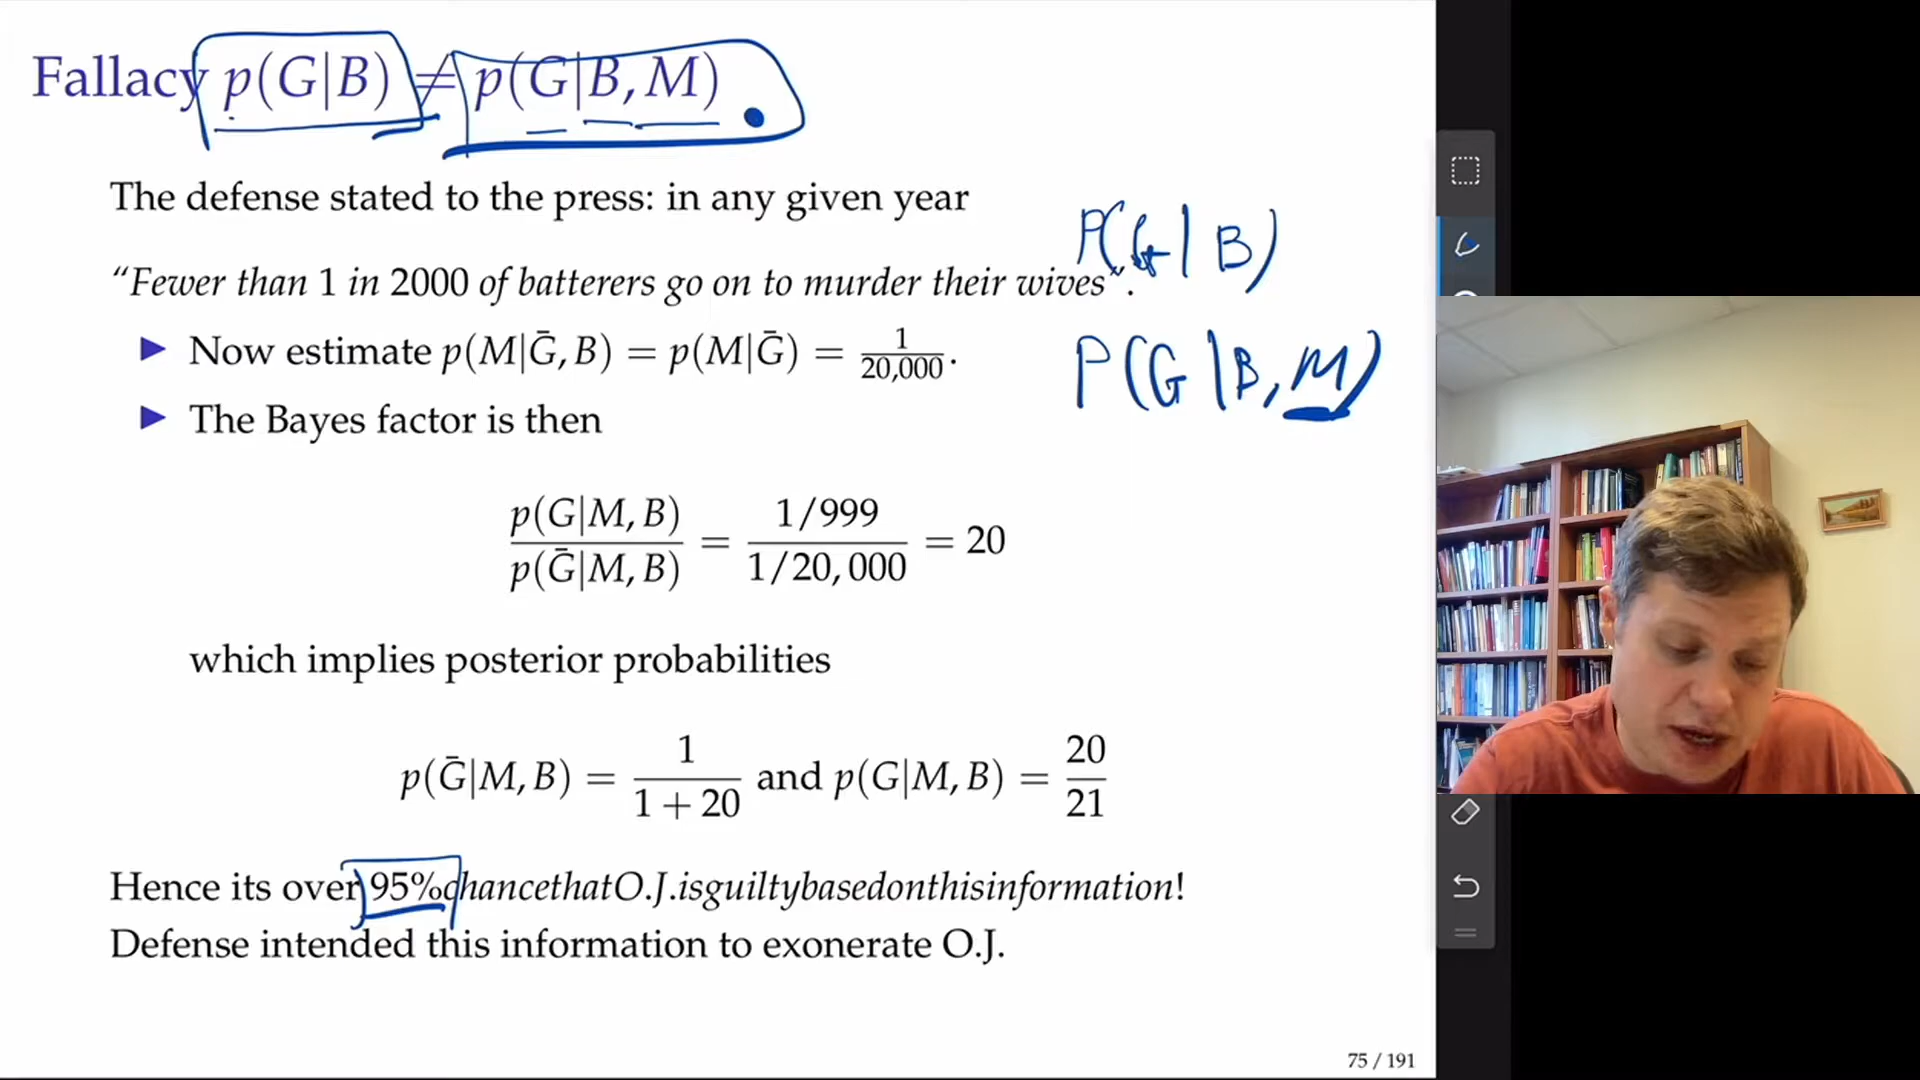 Fallacy p(G|B) ≠ p(G|B, M)
The defense stated to the press: in any given year
P(G|B)
“Fewer than 1 in 2000 of batterers go on to murder their wives”.
▶ Now estimate p(M|Ḡ, B) = p(M|Ḡ) = 1/20,000.
P(G|B, M)
▶ The Bayes factor is then
p(G|M, B) / p(Ḡ|M, B) = 1/999 / 1/20, 000 = 20
which implies posterior probabilities
p(Ḡ|M, B) = 1 / 1 + 20 and p(G|M, B) = 20 / 21
Hence its over 95%chancethatO.J.isguiltybasedonthisinformation!
Defense intended this information to exonerate O.J.
75 / 191